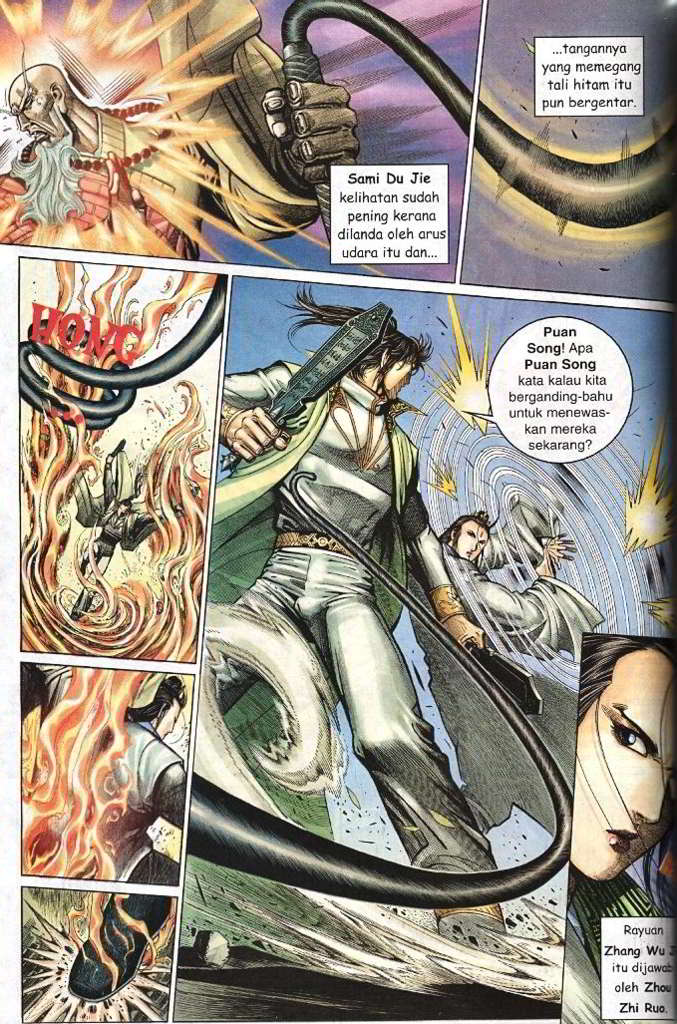 Sami Du Jie
kelihatan sudah
pening kerana
dilanda oleh arus
udara itu dan...
...tangannya
yang memegang
tali hitam itu
pun bergentar.
HONG
Puan
Song! Apa
Puan Song
kata kalau kita
berganding-bahu
untuk menewas-
kan mereka
sekarang?
Rayuan
Zhang Wu
itu dijawab
oleh Zhou
Zhi Ruo.